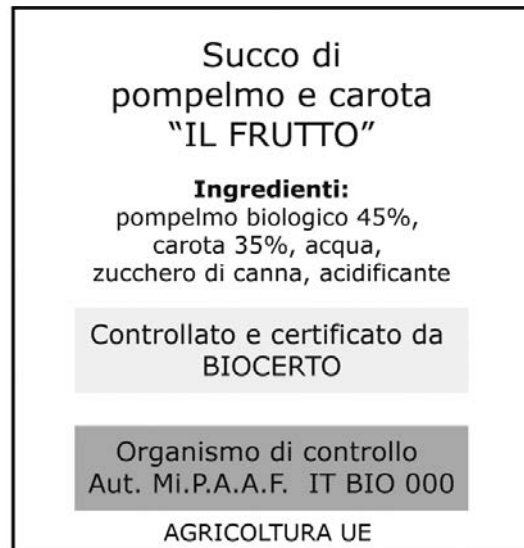 Succo di
pompelmo e carota
“IL FRUTTO”
Ingredienti:
pompelmo biologico 45%,
carota 35%, acqua,
zucchero di canna, acidificante
Controllato e certificato da
BIOCERTO
Organismo di controllo
Aut. Mi.P.A.A.F. IT BIO 000
AGRICOLTURA UE